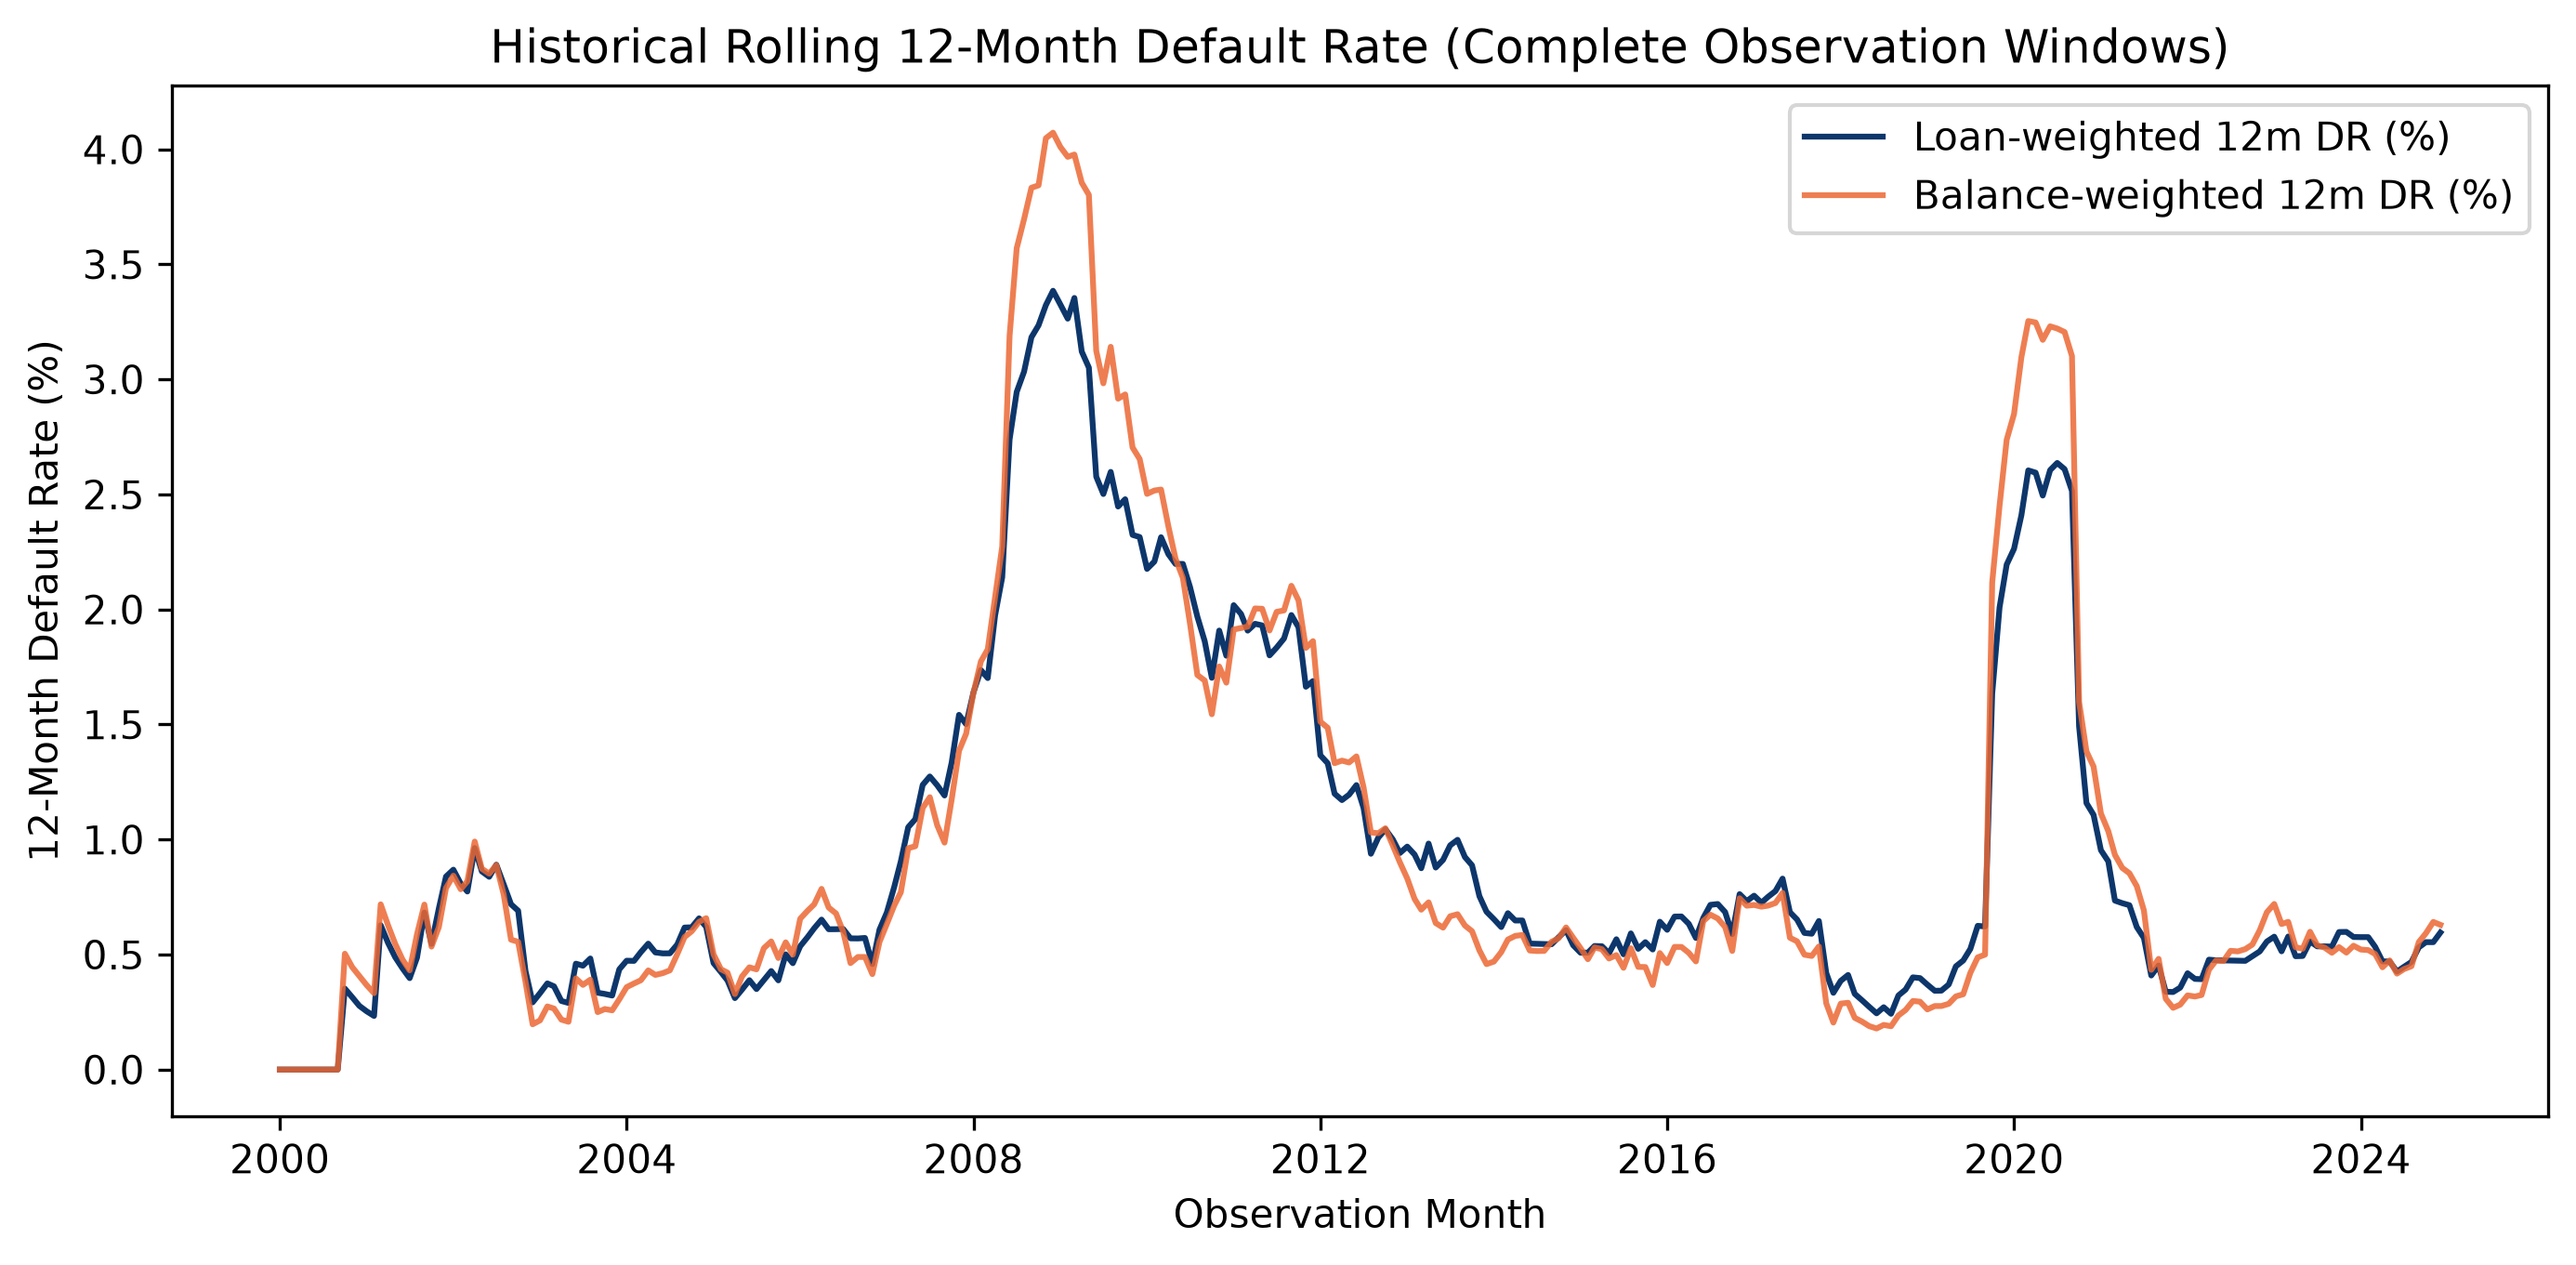 Historical Rolling 12-Month Default Rate (Complete Observation Windows)
Loan-weighted 12m DR (%)
Balance-weighted 12m DR (%)
12-Month Default Rate (%)
4.0
3.5
3.0
2.5
2.0
1.5
1.0
0.5
0.0
2000 2004 2008 2012 2016 2020 2024
Observation Month